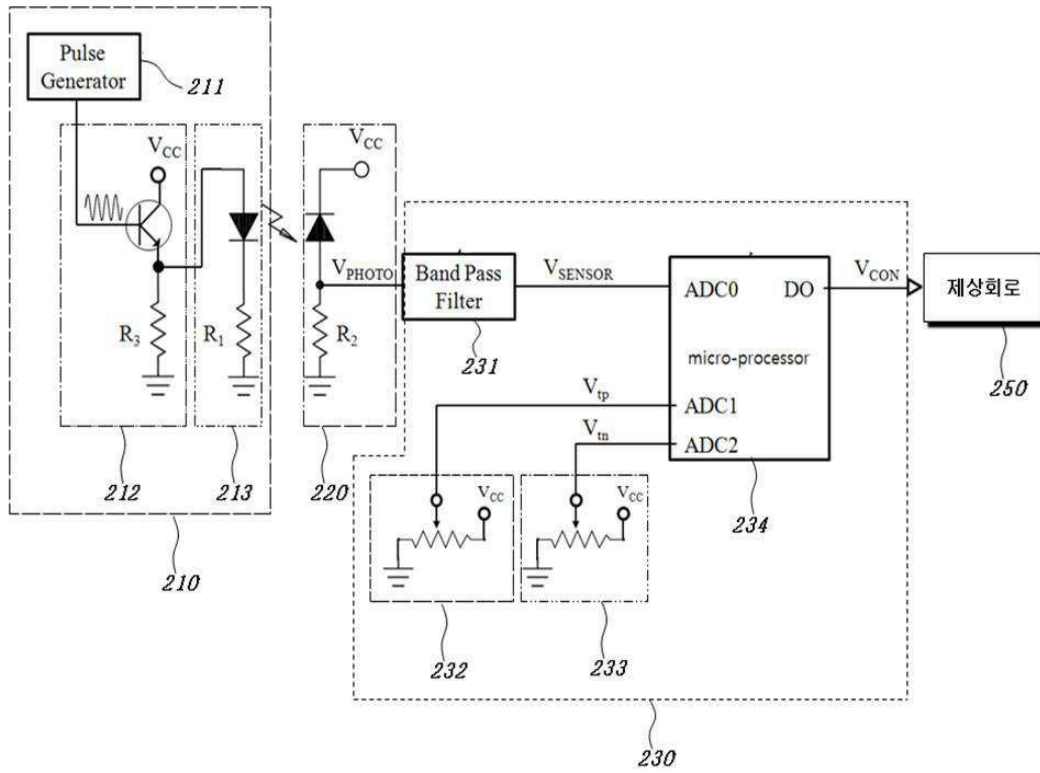 Pulse
Generator
211
VCC
VCC
R3
R1
R2
VPHOTO
212
213
220
210
Band Pass
Filter
231
VSENSOR
ADC0
DO
micro-processor
ADC1
ADC2
234
VCON
제상회로
250
Vtp
Vtn
VCC
VCC
232
233
230